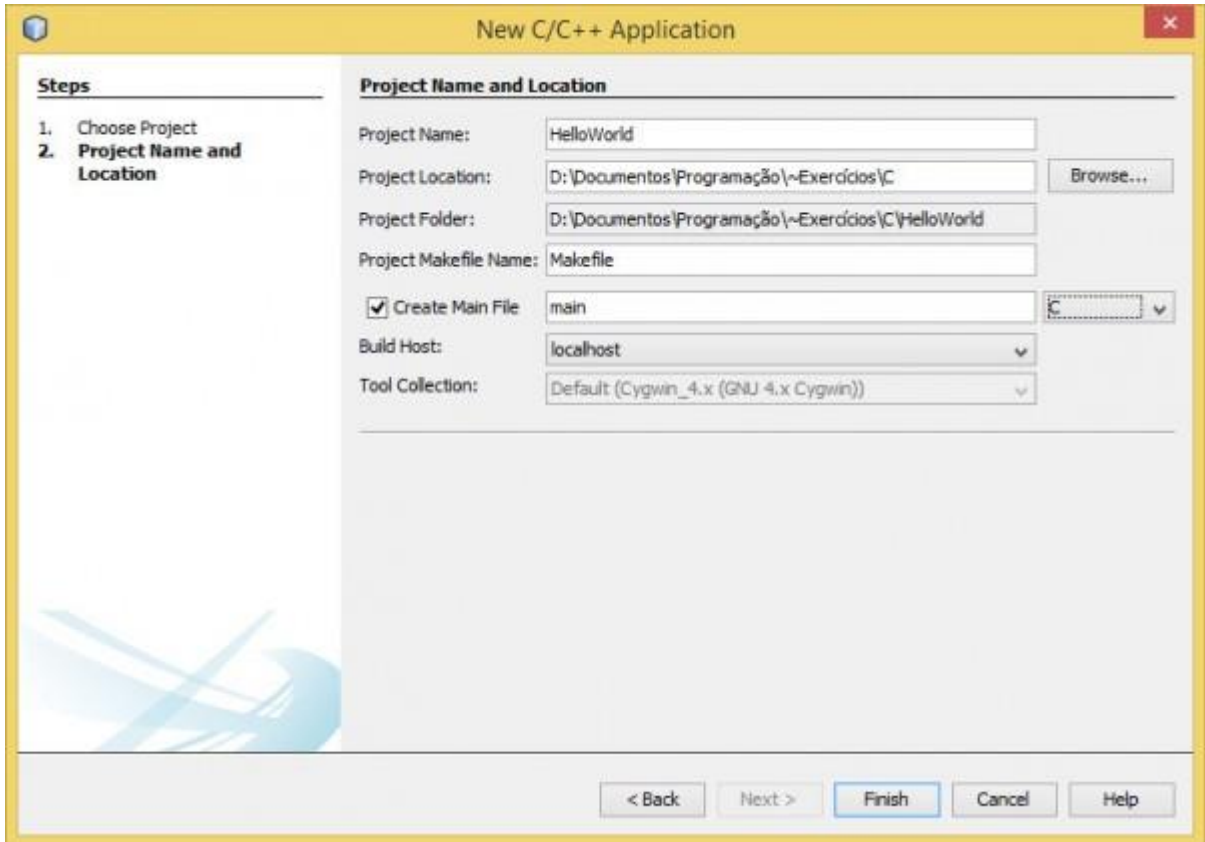 New C/C++ Application
Steps
1. Choose Project
2. Project Name and
Location
Project Name and Location
Project Name: HelloWorld
Project Location: D:\Documentos\Programação\~Exercícios\C Browse...
Project Folder: D:\Documentos\Programação\~Exercícios\C\HelloWorld
Project Makefile Name: Makefile
Create Main File main C
Build Host: localhost
Tool Collection: Default (Cygwin_4.x (GNU 4.x Cygwin))
< Back Next > Finish Cancel Help